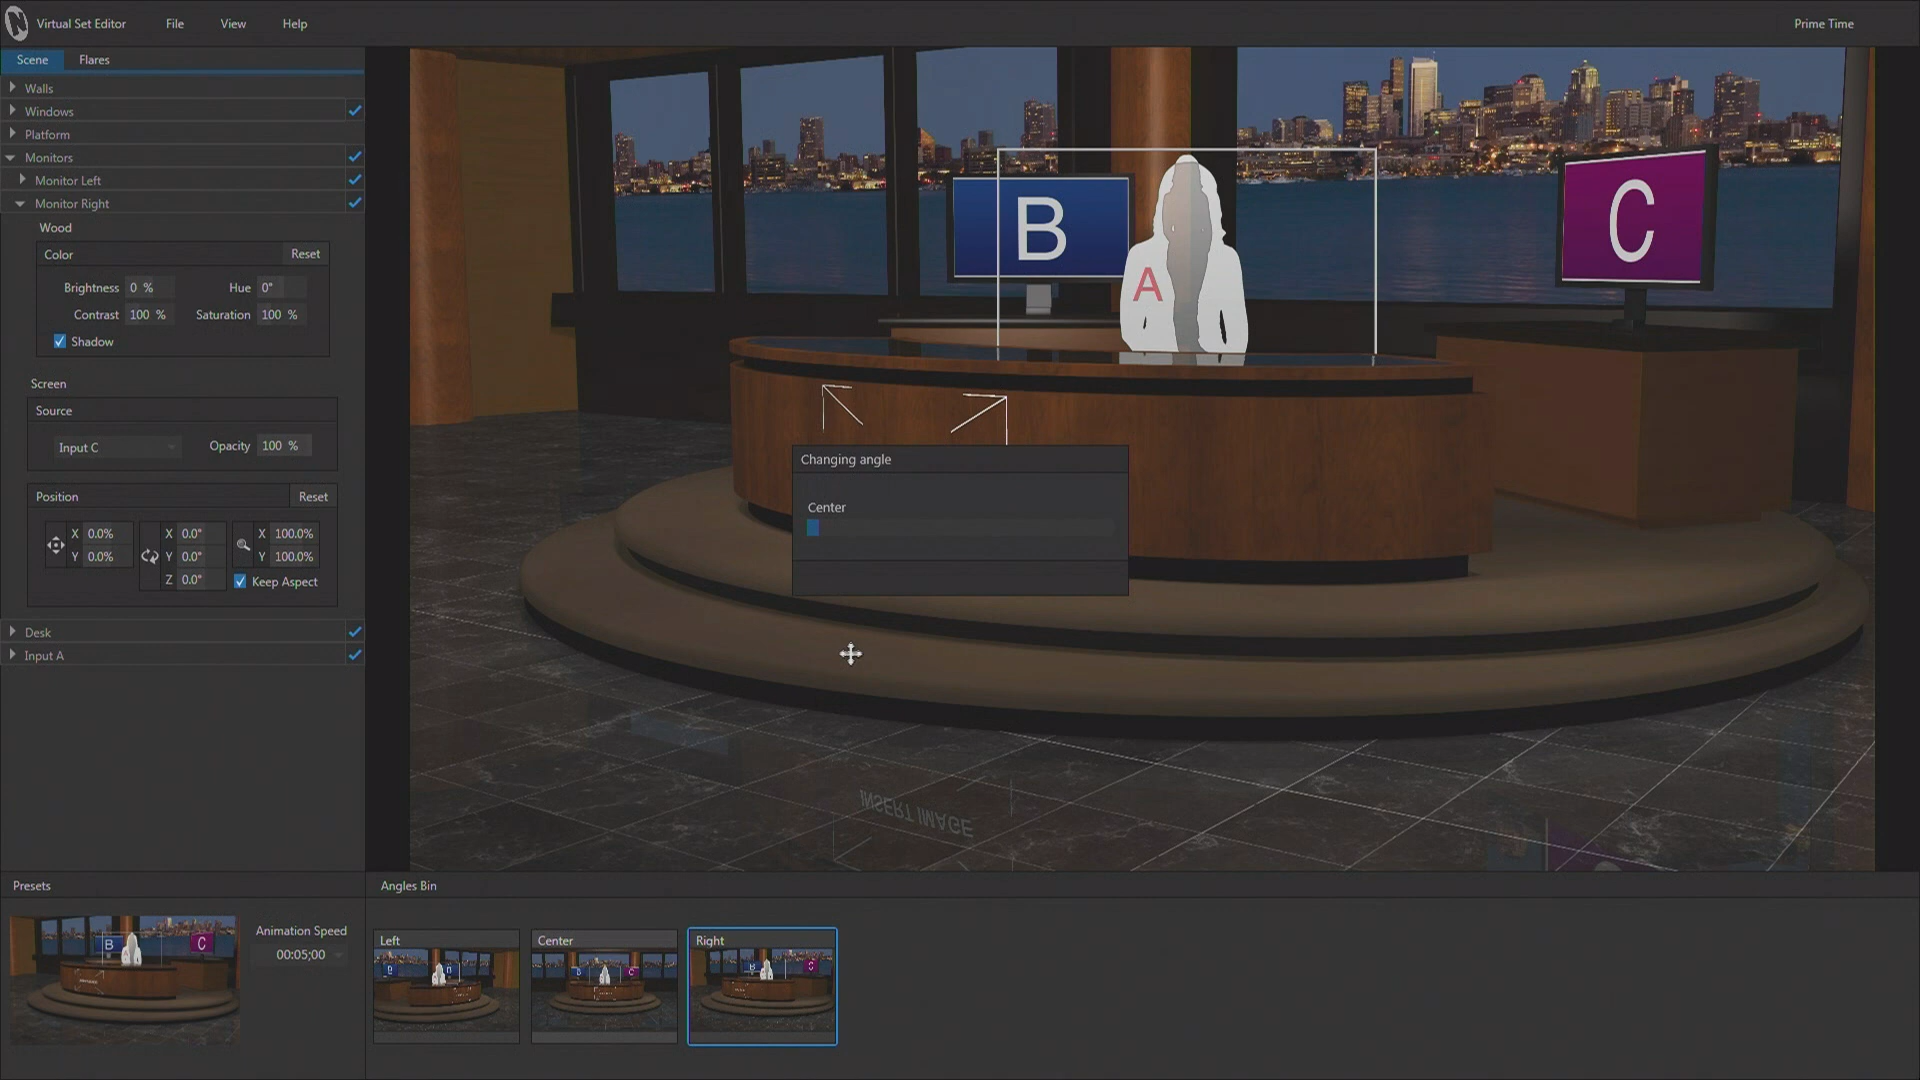 Virtual Set Editor File View Help Prime Time
Scene Flares
Walls
Windows
Platform
Monitors
Monitor Left
Monitor Right
Wood
Color Reset
Brightness 0 % Hue 0°
Contrast 100 % Saturation 100 %
Shadow
Screen
Source
Input C Opacity 100 %
Position Reset
X 0.0% X 0.0° X 100.0%
Y 0.0% Y 0.0° Y 100.0%
Z 0.0° Keep Aspect
Desk
Input A
B
A
C
Changing angle
Center
INSERT IMAGE
Presets
Animation Speed
00:05;00
B
C
Angles Bin
Left
Center
Right